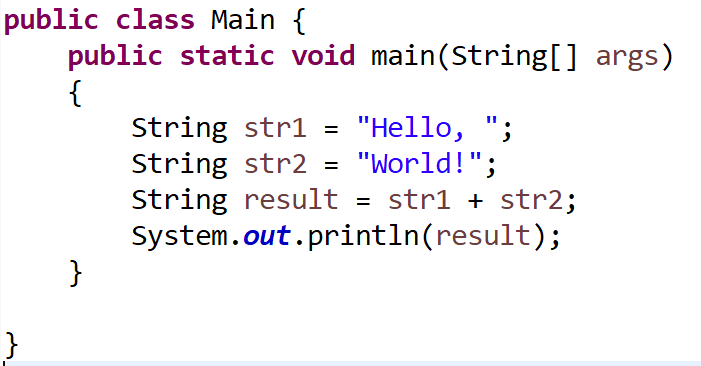 public class Main {
    public static void main(String[] args)
    {
        String str1 = "Hello, ";
        String str2 = "World!";
        String result = str1 + str2;
        System.out.println(result);
    }

}